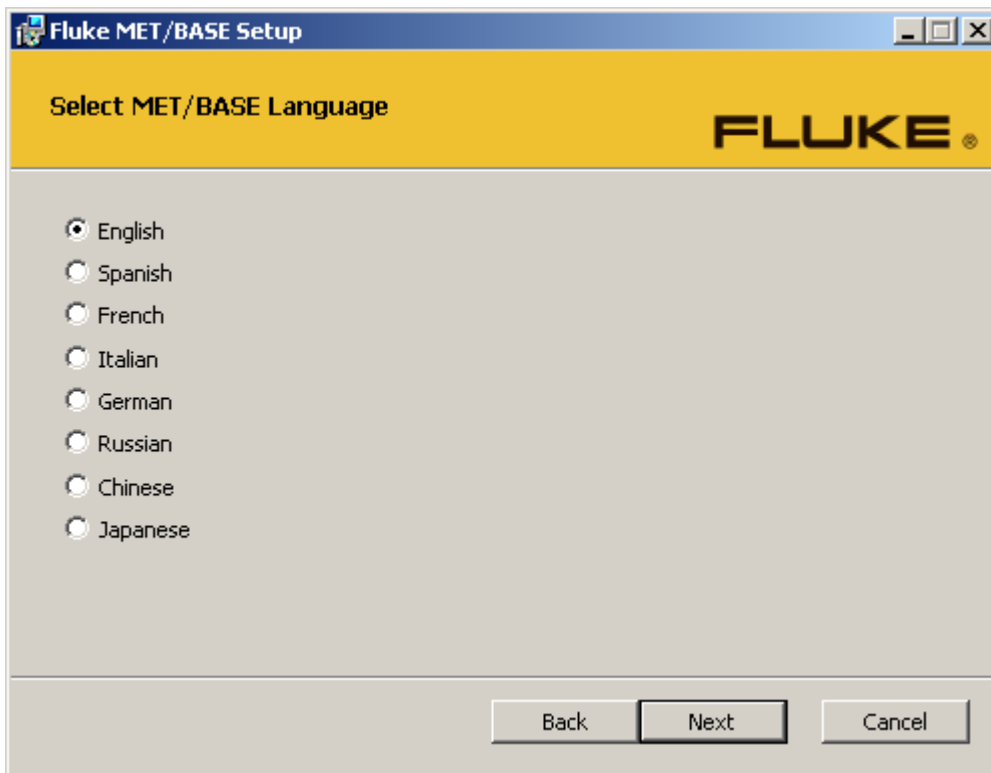 Fluke MET/BASE Setup
Select MET/BASE Language
FLUKE ®
English
Spanish
French
Italian
German
Russian
Chinese
Japanese
Back
Next
Cancel